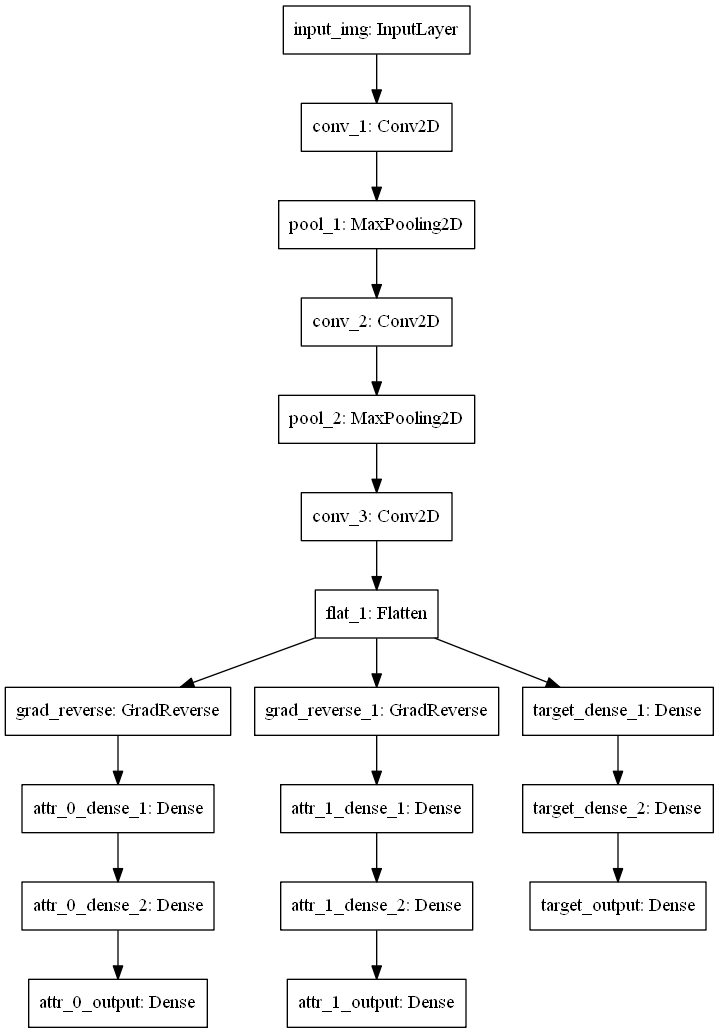 input_img: InputLayer
conv_1: Conv2D
pool_1: MaxPooling2D
conv_2: Conv2D
pool_2: MaxPooling2D
conv_3: Conv2D
flat_1: Flatten
grad_reverse: GradReverse
grad_reverse_1: GradReverse
target_dense_1: Dense
attr_0_dense_1: Dense
attr_1_dense_1: Dense
target_dense_2: Dense
attr_0_dense_2: Dense
attr_1_dense_2: Dense
target_output: Dense
attr_0_output: Dense
attr_1_output: Dense